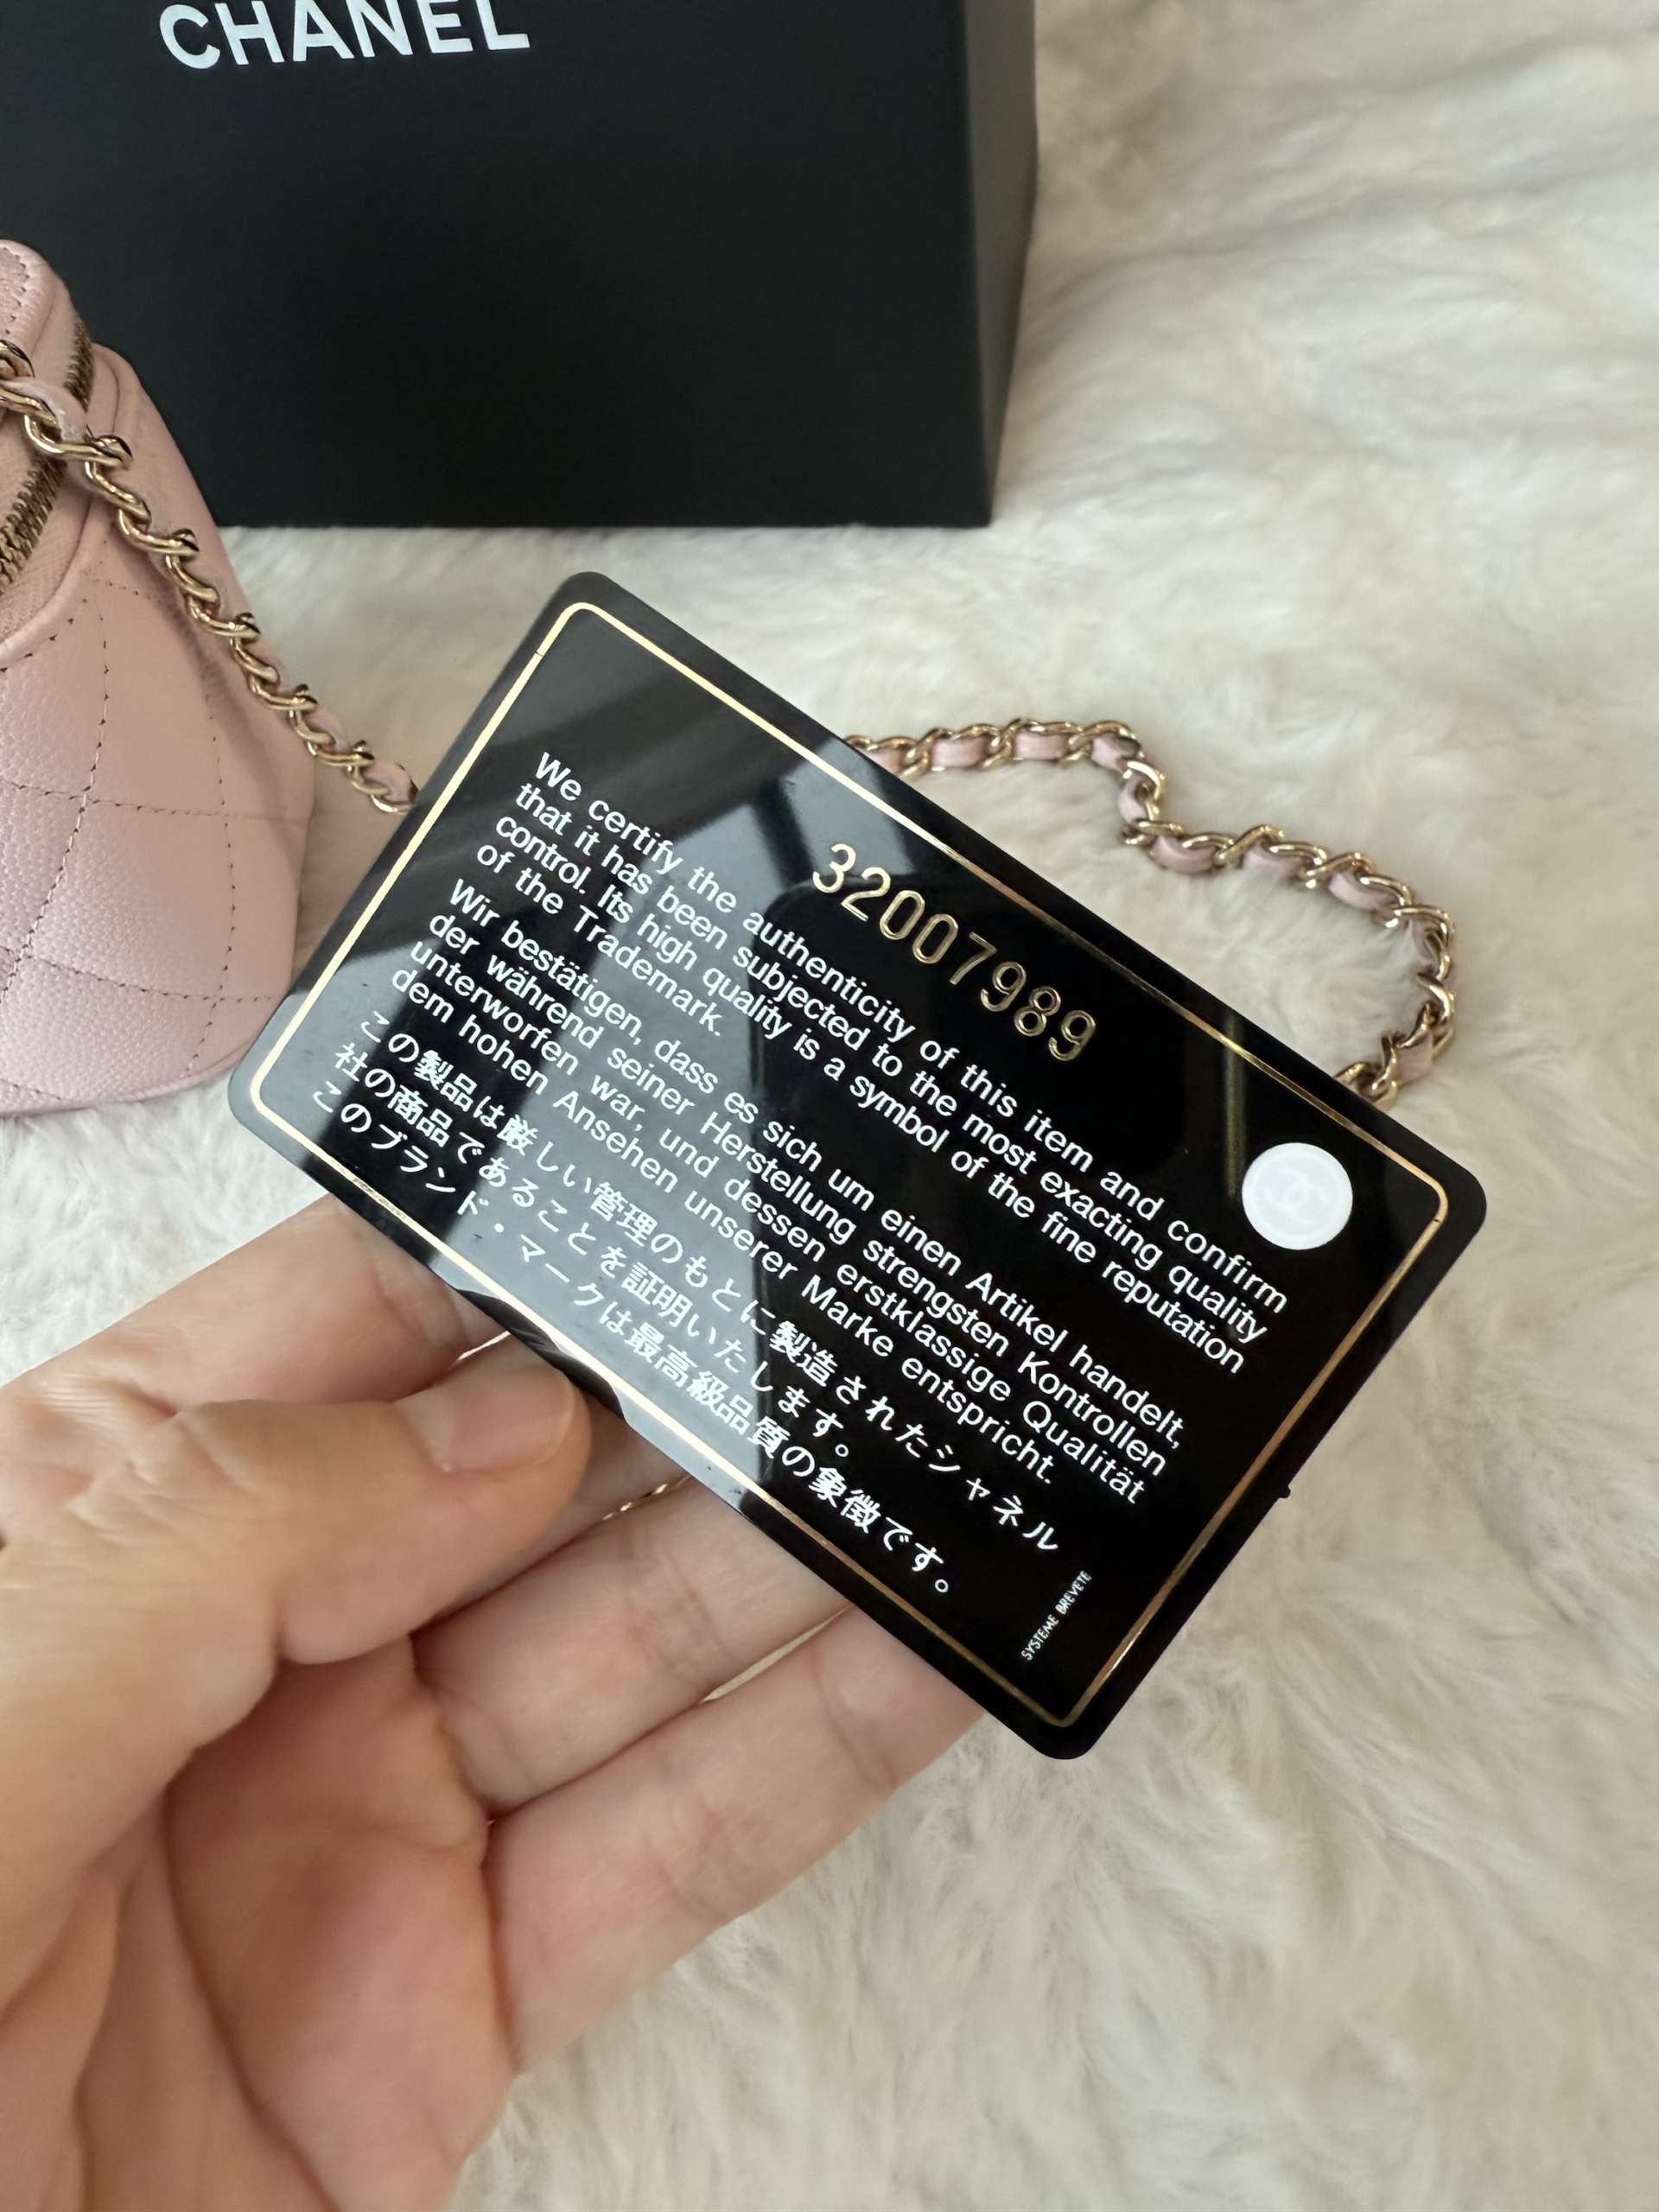 CHANEL
32007989
We certify the authenticity of this item and confirm
that it has been subjected to the most exacting quality
control. Its high quality is a symbol of the fine reputation
of the Trademark.
Wir bestätigen, dass es sich um einen Artikel handelt,
der während seiner Herstellung strengsten Kontrollen
unterworfen war, und dessen erstklassige Qualität
dem hohen Ansehen unserer Marke entspricht.
この製品は厳しい管理のもとに製造されたシャネル
社の商品であることを証明いたします。
このブランド・マークは最高級品質の象徴です。
SYSTEME BREVETE